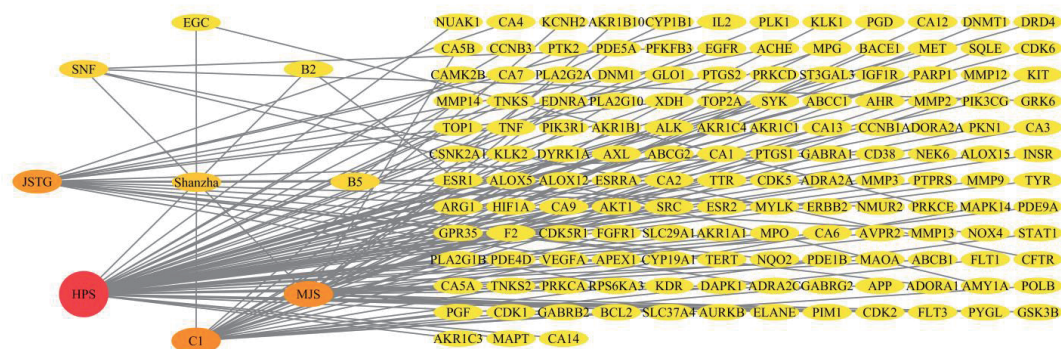 EGC
SNF
B2
JSTG
Shanzha
B5
HPS
MJS
C1
NUAK1 CA4 KCNH2 AKR1B10 CYP1B1 IL2 PLK1 KLK1 PGD CA12 DNMT1 DRD4
CA5B CCNB3 PTK2 PDE5A PFKFB3 EGFR ACHE MPG BACE1 MET SQLE CDK6
CAMK2B CA7 PLA2G2A DNM1 GLO1 PTGS2 PRKCD ST3GAL3 IGF1R PARP1 MMP12 KIT
MMP14 TNKS EDNRA PLA2G10 XDH TOP2A SYK ABCC1 AHR MMP2 PIK3CG GRK6
TOP1 TNF PIK3R1 AKR1B1 ALK AKR1C4 AKR1C1 CA13 CCNB1 ADORA2A PKN1 CA3
CSNK2A1 KLK2 DYRK1A AXL ABCG2 CA1 PTGS1 GABRA1 CD38 NEK6 ALOX15 INSR
ESR1 ALOX5 ALOX12 ESRRA CA2 TTR CDK5 ADRA2A MMP3 PTPRS MMP9 TYR
ARG1 HIF1A CA9 AKT1 SRC ESR2 MYLK ERBB2 NMUR2 PRKCE MAPK14 PDE9A
GPR35 F2 CDK5R1 FGFR1 SLC29A1 AKR1A1 MPO CA6 AVPR2 MMP13 NOX4 STAT1
PLA2G1B PDE4D VEGFA APEX1 CYP19A1 TERT NQO2 PDE1B MAOA ABCB1 FLT1 CFTR
CA5A TNKS2 PRKCA RPS6KA3 KDR DAPK1 ADRA2C GABRG2 APP ADORA1 AMY1A POLB
PGF CDK1 GABRB2 BCL2 SLC37A4 AURKB ELANE PIM1 CDK2 FLT3 PYGL GSK3B
AKR1C3 MAPT CA14